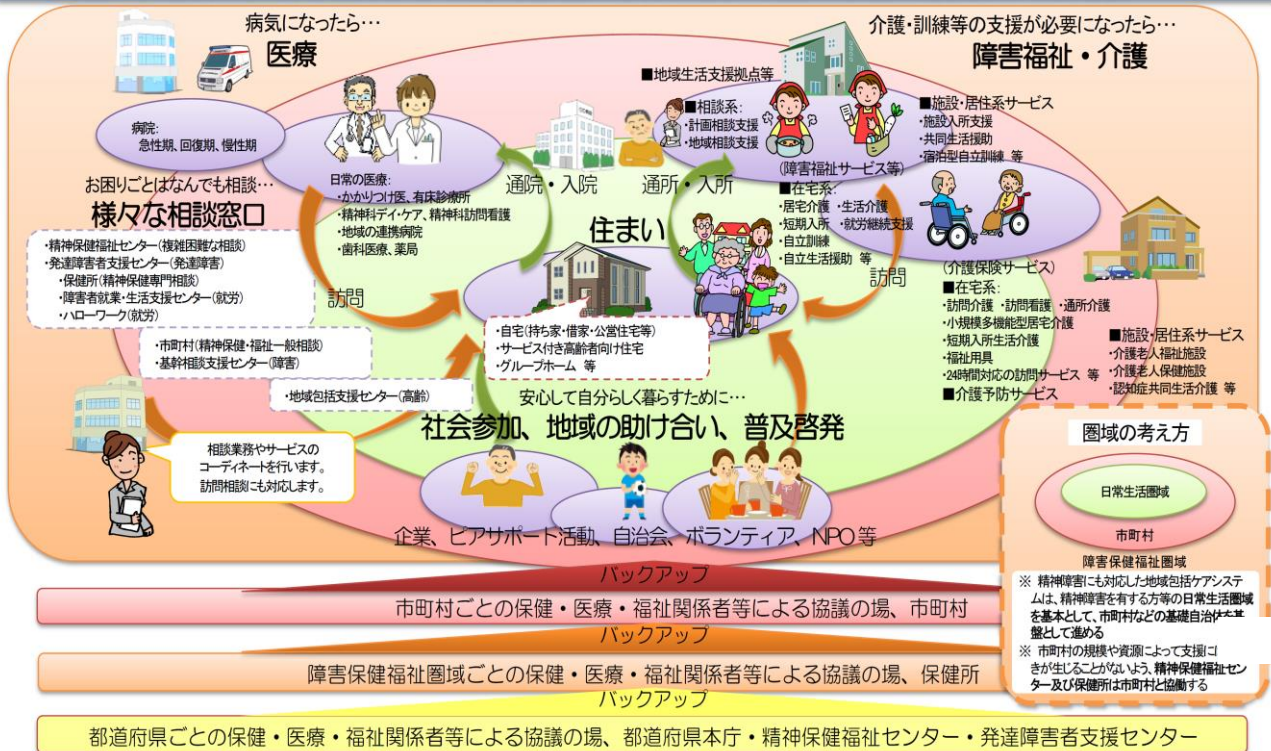 病気になったら…
医療
病院:
急性期、回復期、慢性期
日常の医療:
・かかりつけ医、有床診療所
・精神科デイ・ケア、精神科訪問看護
・地域の連携病院
・歯科医療、薬局
通院・入院
通所・入所
介護・訓練等の支援が必要になったら…
障害福祉・介護
■地域生活支援拠点等
■相談系:
・計画相談支援
・地域相談支援
■施設・居住系サービス
・施設入所支援
・共同生活援助
・宿泊型自立訓練 等
(障害福祉サービス等)
■在宅系:
・居宅介護 ・生活介護
・短期入所 ・就労継続支援
・自立訓練
・自立生活援助 等
訪問
(介護保険サービス)
■在宅系:
・訪問介護 ・訪問看護 ・通所介護
・小規模多機能型居宅介護
・短期入所生活介護
・福祉用具
・24時間対応の訪問サービス 等
■介護予防サービス
■施設・居住系サービス
・介護老人福祉施設
・介護老人保健施設
・認知症共同生活介護 等
お困りごとはなんでも相談…
様々な相談窓口
・精神保健福祉センター(複雑困難な相談)
・発達障害者支援センター(発達障害)
・保健所(精神保健専門相談)
・障害者就業・生活支援センター(就労)
・ハローワーク(就労)
訪問
・市町村(精神保健・福祉一般相談)
・基幹相談支援センター(障害)
・地域包括支援センター(高齢)
相談業務やサービスの
コーディネートを行います。
訪問相談にも対応します。
住まい
・自宅(持ち家・借家・公営住宅等)
・サービス付き高齢者向け住宅
・グループホーム 等
安心して自分らしく暮らすために…
社会参加、地域の助け合い、普及啓発
企業、ピアサポート活動、自治会、ボランティア、NPO等
圏域の考え方
日常生活圏域
市町村
障害保健福祉圏域
※ 精神障害にも対応した地域包括ケアシステ
ムは、精神障害を有する方等の日常生活圏域
を基本として、市町村などの基礎自治体を基
盤として進める
※ 市町村の規模や資源によって支援に
きが生じることがないよう、精神保健福祉セン
ター及び保健所は市町村と協働する
バックアップ
市町村ごとの保健・医療・福祉関係者等による協議の場、市町村
バックアップ
障害保健福祉圏域ごとの保健・医療・福祉関係者等による協議の場、保健所
バックアップ
都道府県ごとの保健・医療・福祉関係者等による協議の場、都道府県本庁・精神保健福祉センター・発達障害者支援センター